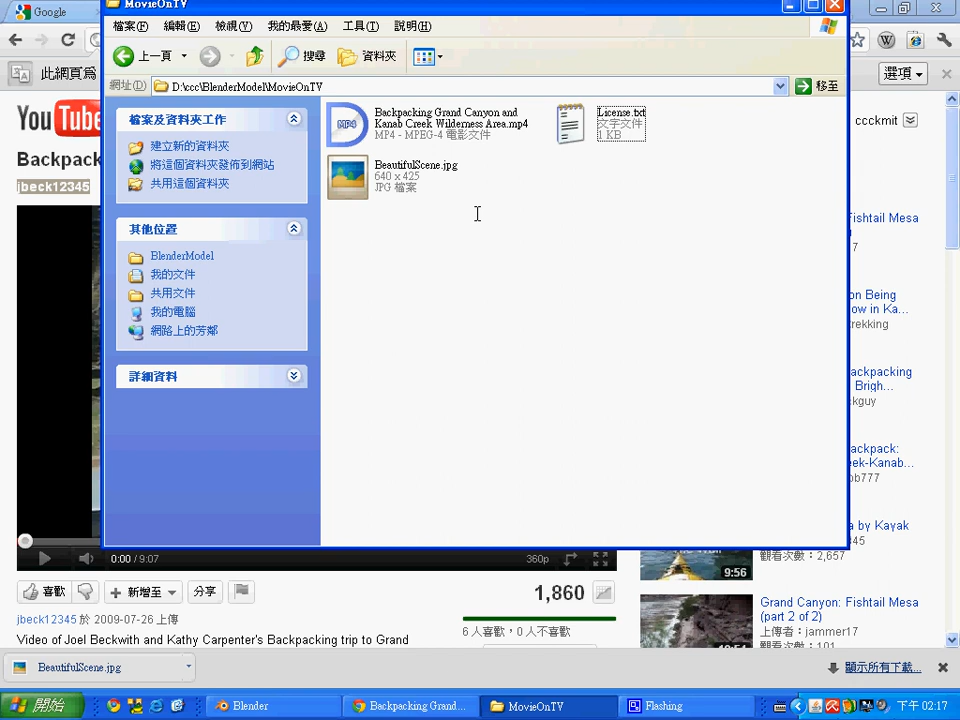 Google
MovieOnTV
檔案(F) 編輯(E) 檢視(V) 我的最愛(A) 工具(T) 說明(H)
上一頁 搜尋 資料夾
網址(D) D:\ccc\BlenderModel\MovieOnTV 移至
此網頁為
選項
YouTube
ccckmit
Backpack
jbeck12345
檔案及資料夾工作
建立新的資料夾
將這個資料夾發佈到網站
共用這個資料夾
其他位置
BlenderModel
我的文件
共用文件
我的電腦
網路上的芳鄰
詳細資料
Backpacking Grand Canyon and
Kanab Creek Wilderness Area.mp4
MP4 - MPEG-4 電影文件
License.txt
文字文件
1 KB
BeautifulScene.jpg
640 x 425
JPG 檔案
Fishtail Mesa
7
on Being
ow in Ka...
rekking
ackpacking
Brigh...
ckguy
ackpack:
eek-Kanab...
ob777
a by Kayak
345
觀看次數：2,657
9:56
0:00 / 9:07 360p
喜歡 新增至 分享 1,860
jbeck12345 於 2009-07-26 上傳
6 人喜歡，0 人不喜歡
Video of Joel Beckwith and Kathy Carpenter's Backpacking trip to Grand
Grand Canyon: Fishtail Mesa
(part 2 of 2)
上傳者：jammer17
觀看次數：101
BeautifulScene.jpg 顯示所有下載...
開始 Blender Backpacking Grand... MovieOnTV Flashing 下午 02:17